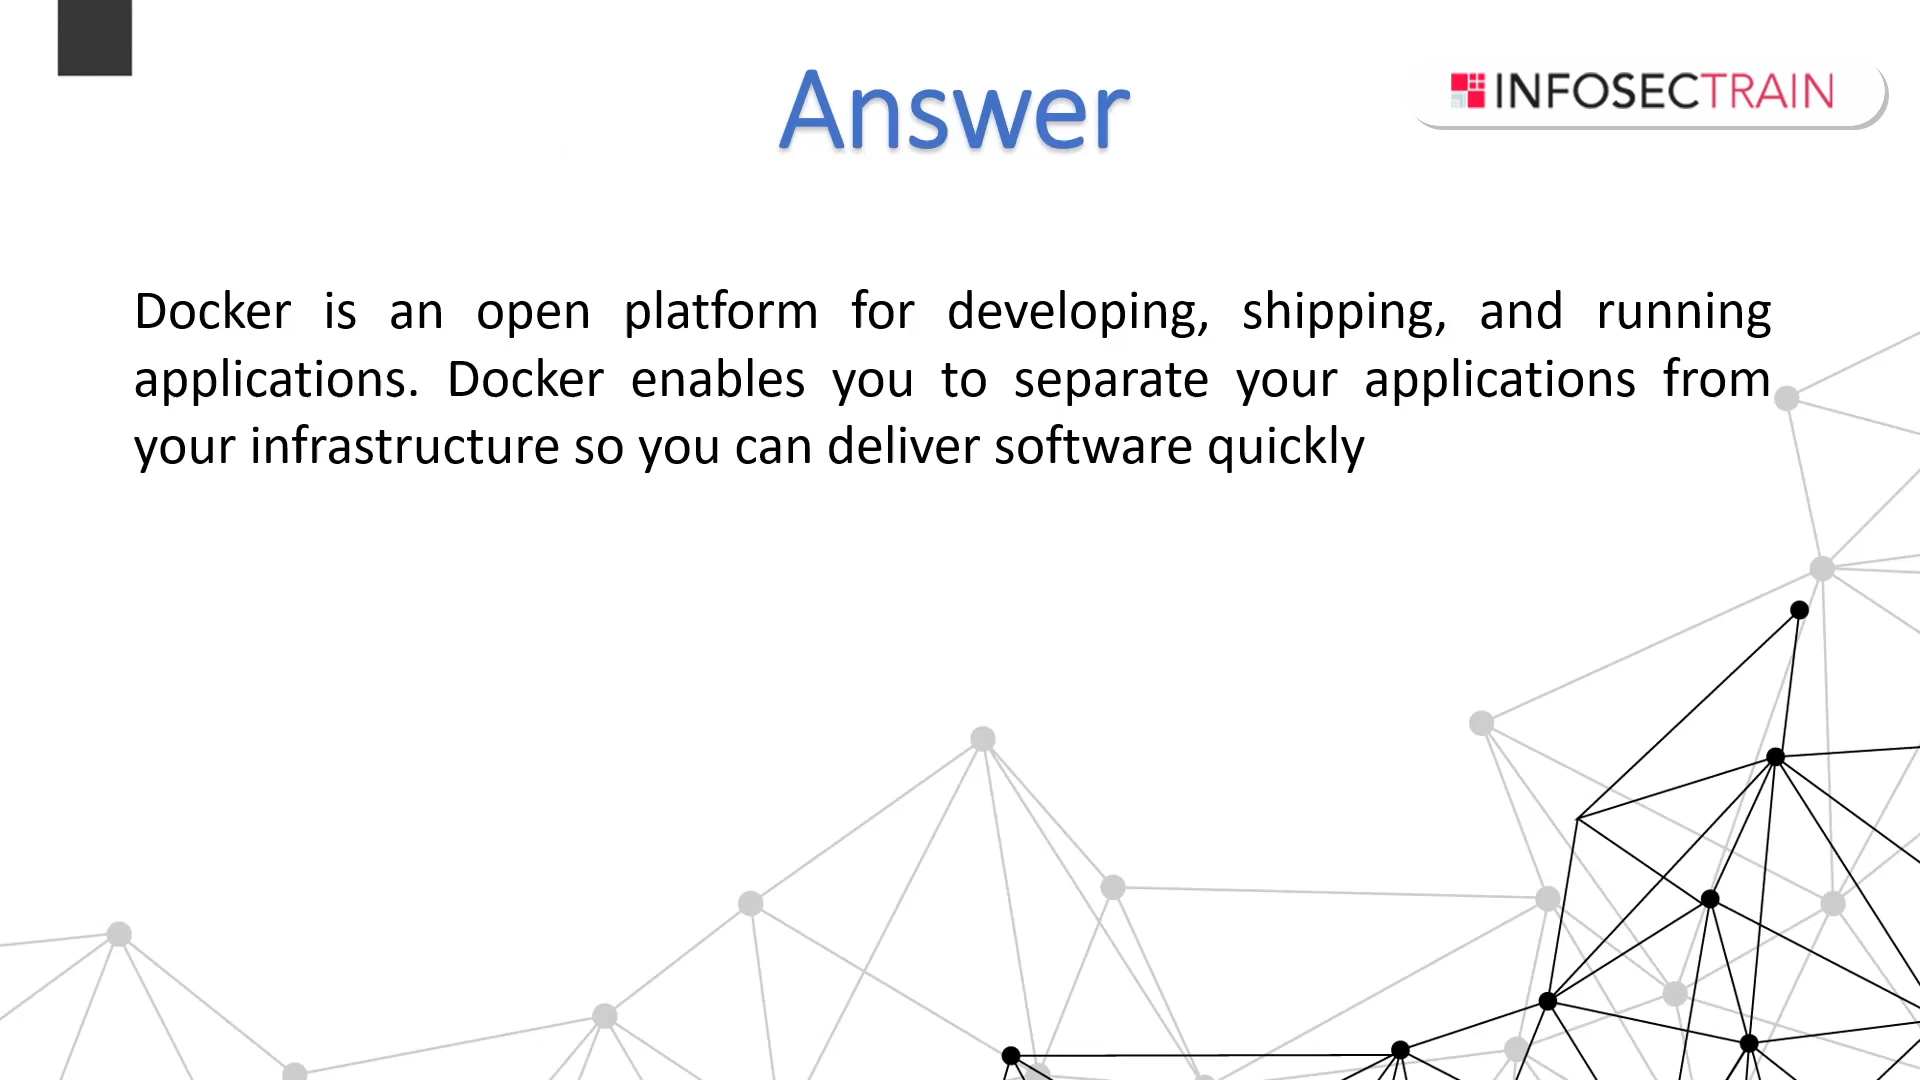 Answer
INFOSECTRAIN
Docker is an open platform for developing, shipping, and running
applications. Docker enables you to separate your applications from
your infrastructure so you can deliver software quickly